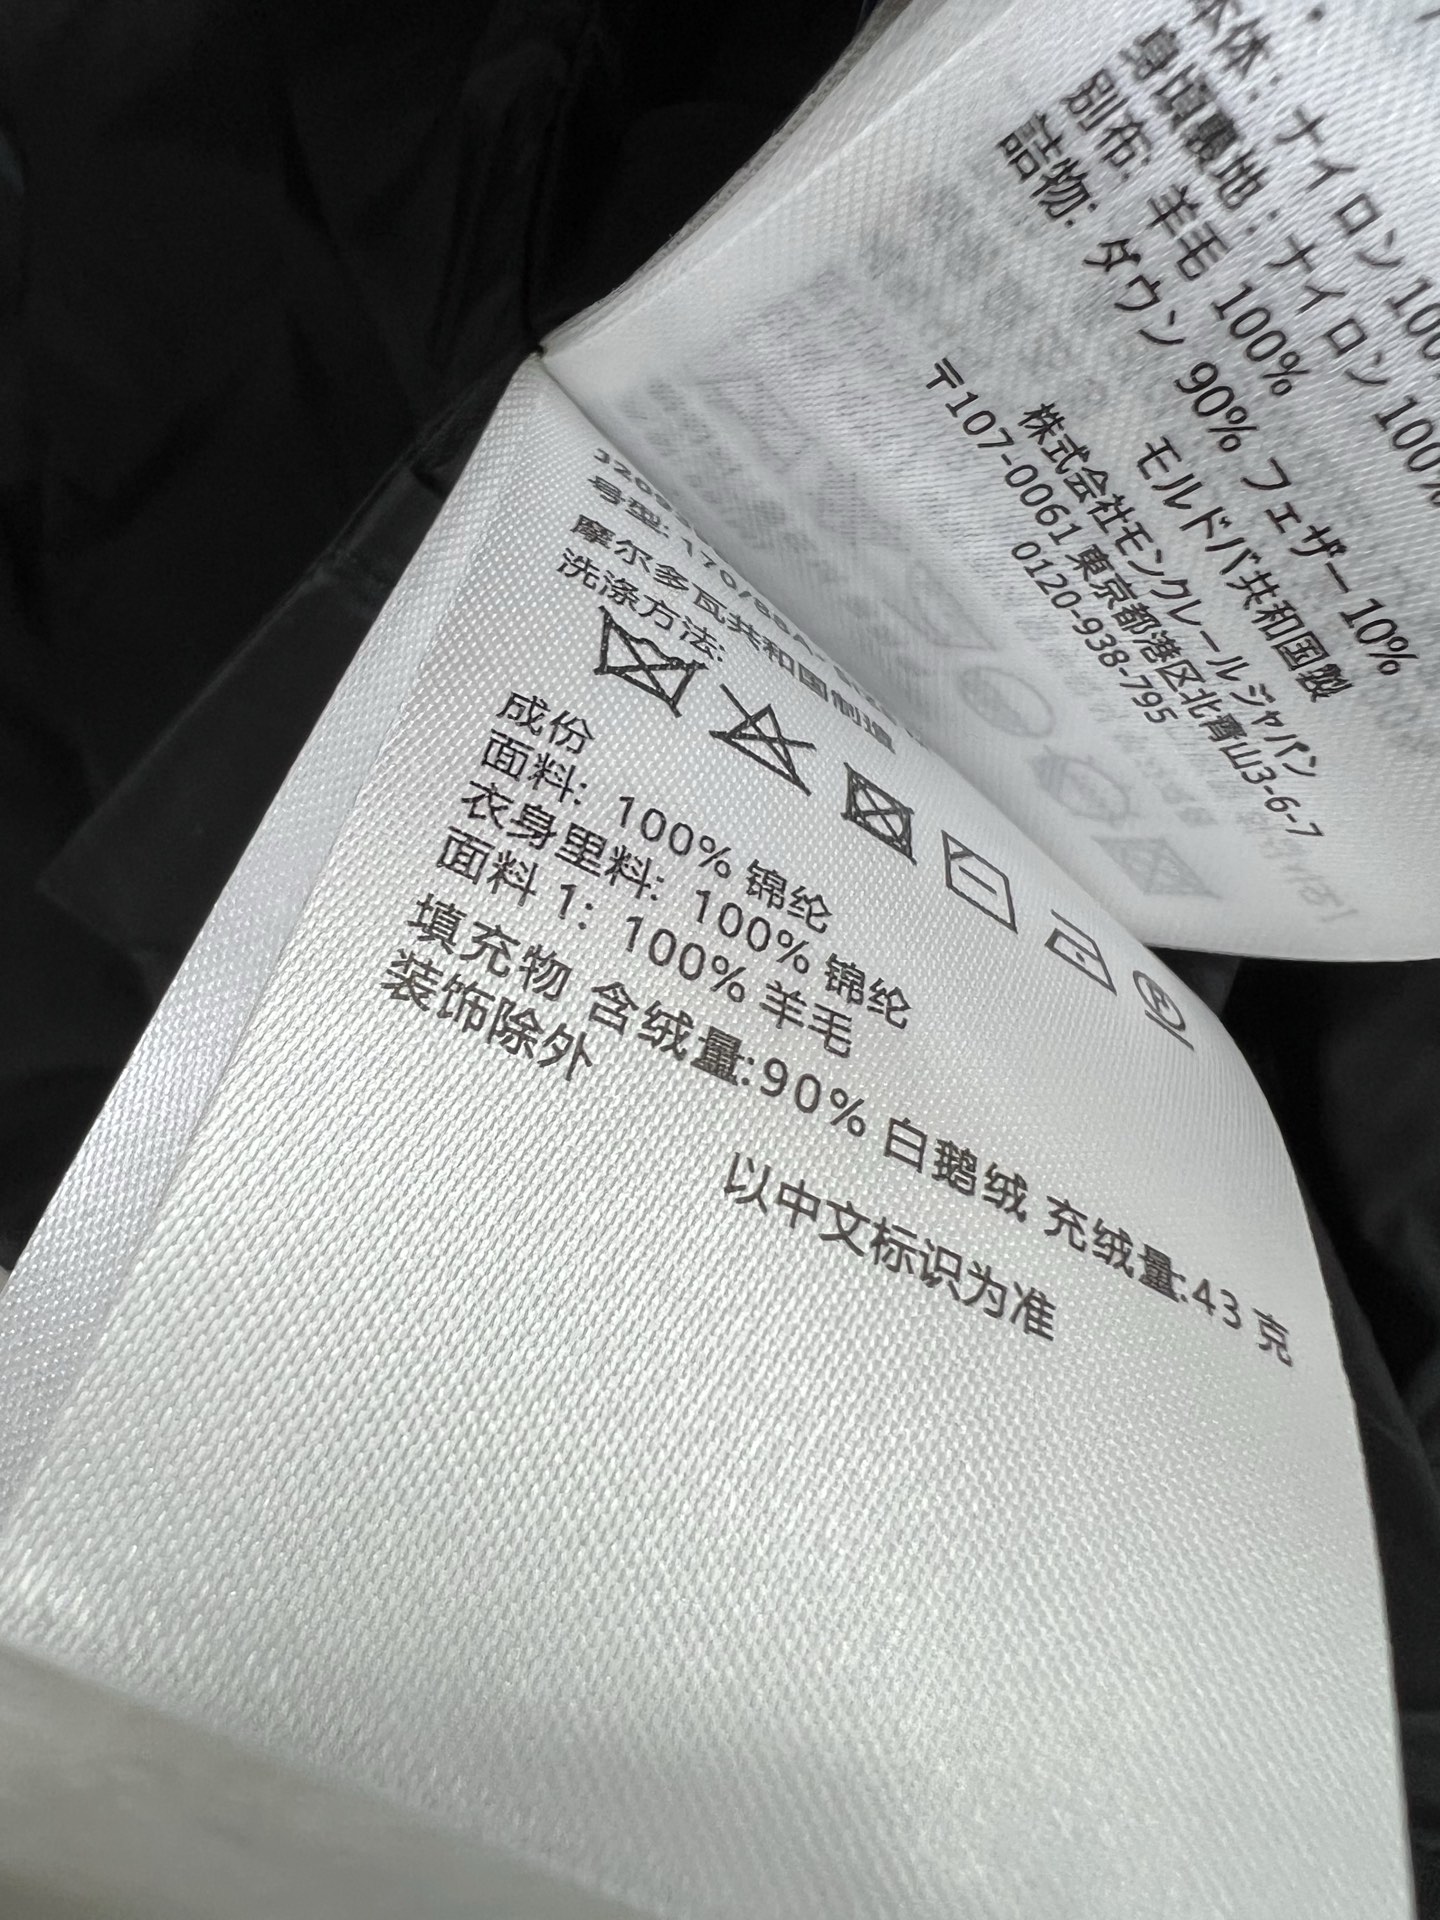 本体: ナイロン 100
身頃裏地: ナイロン 100%
別布: 羊毛 100%
詰物: ダウン 90% フェザー 10%
モルドバ共和国製
株式会社モンクレール ジャパン
〒107-0061 東京都港区北青山3-6-7
0120-938-795
号型: 170/
摩尔多瓦共和国制造
洗涤方法:
成份
面料: 100% 锦纶
衣身里料: 100% 锦纶
面料 1: 100% 羊毛
填充物 含绒量:90% 白鹅绒 充绒量:43 克
装饰除外
以中文标识为准